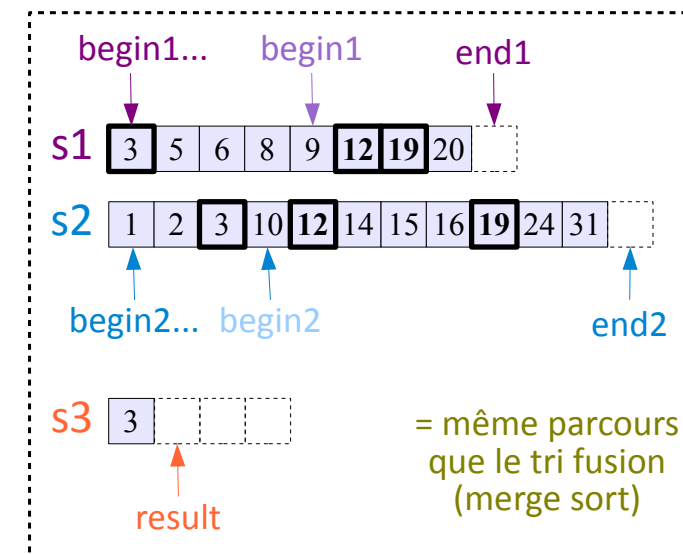 begin1... begin1 end1
s1 3 5 6 8 9 12 19 20
s2 1 2 3 10 12 14 15 16 19 24 31
begin2... begin2 end2
s3 3
result
= même parcours
que le tri fusion
(merge sort)